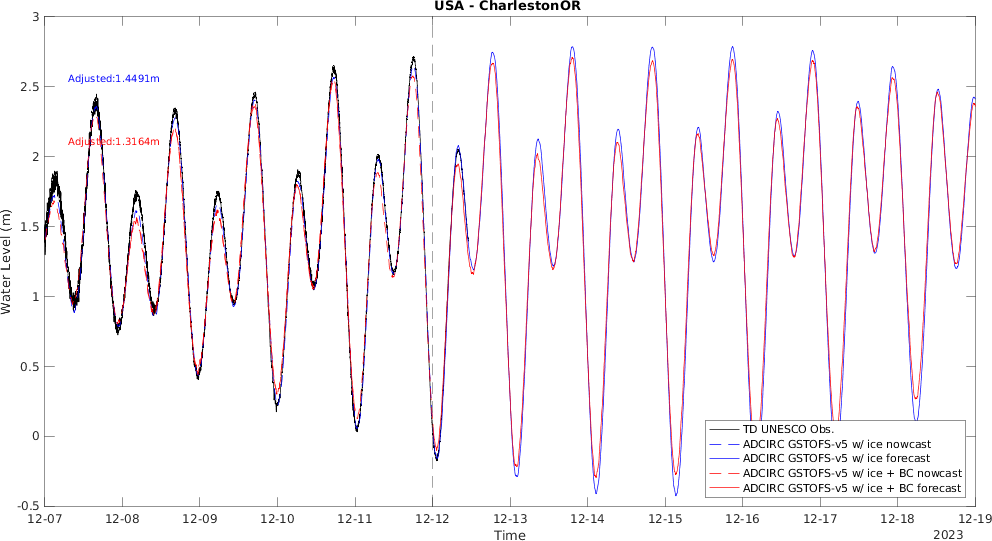 USA - CharlestonOR
3
2.5
2
1.5
1
0.5
0
-0.5
Water Level (m)
Adjusted:1.4491m
Adjusted:1.3164m
TD UNESCO Obs.
ADCIRC GSTOFS-v5 w/ ice nowcast
ADCIRC GSTOFS-v5 w/ ice forecast
ADCIRC GSTOFS-v5 w/ ice + BC nowcast
ADCIRC GSTOFS-v5 w/ ice + BC forecast
12-07 12-08 12-09 12-10 12-11 12-12 12-13 12-14 12-15 12-16 12-17 12-18 12-19
Time
2023